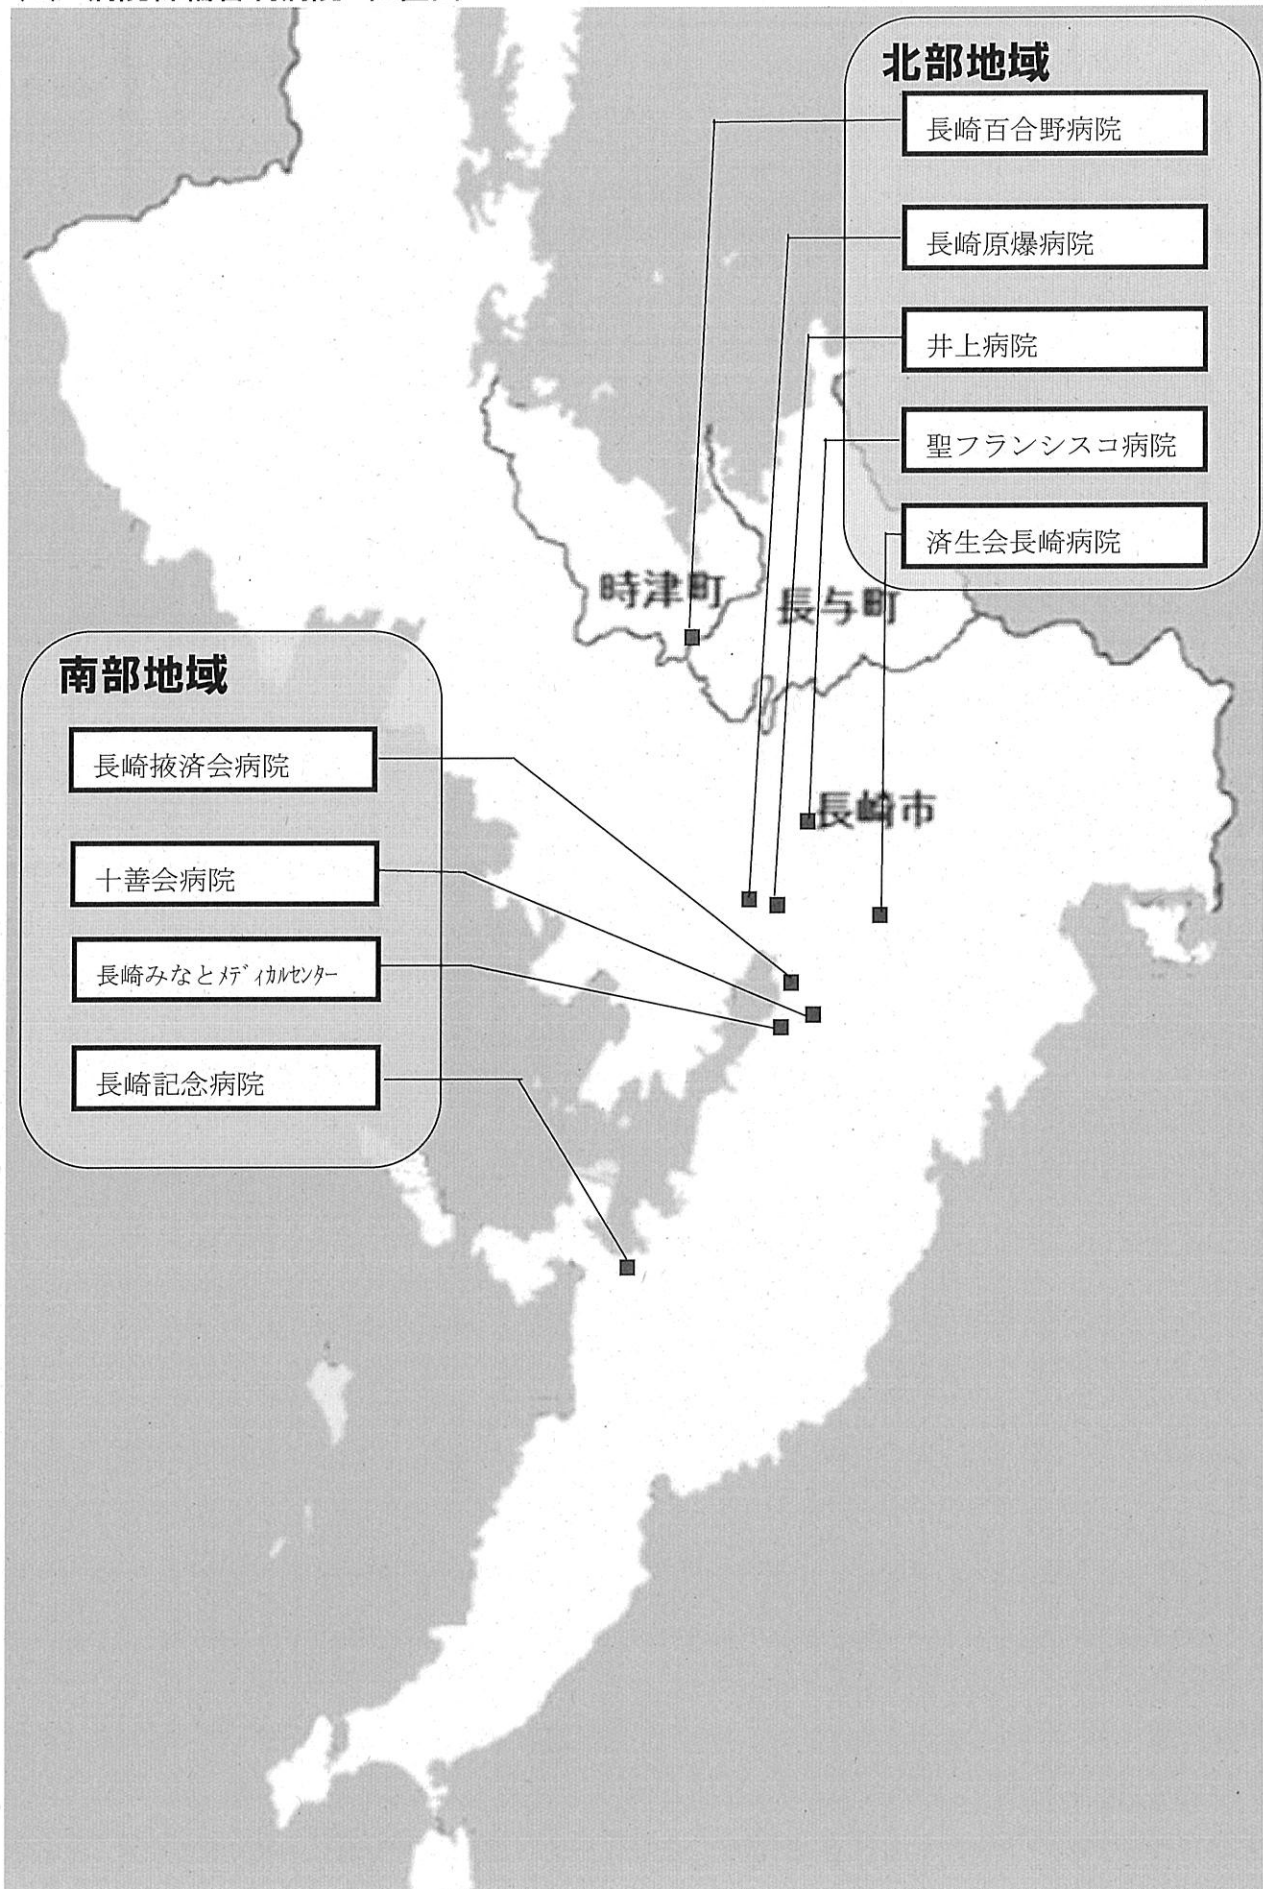 北部地域
長崎百合野病院
長崎原爆病院
井上病院
聖フランシスコ病院
済生会長崎病院
時津町
長与町
南部地域
長崎掖済会病院
長崎市
十善会病院
長崎みなとメディカルセンター
長崎記念病院